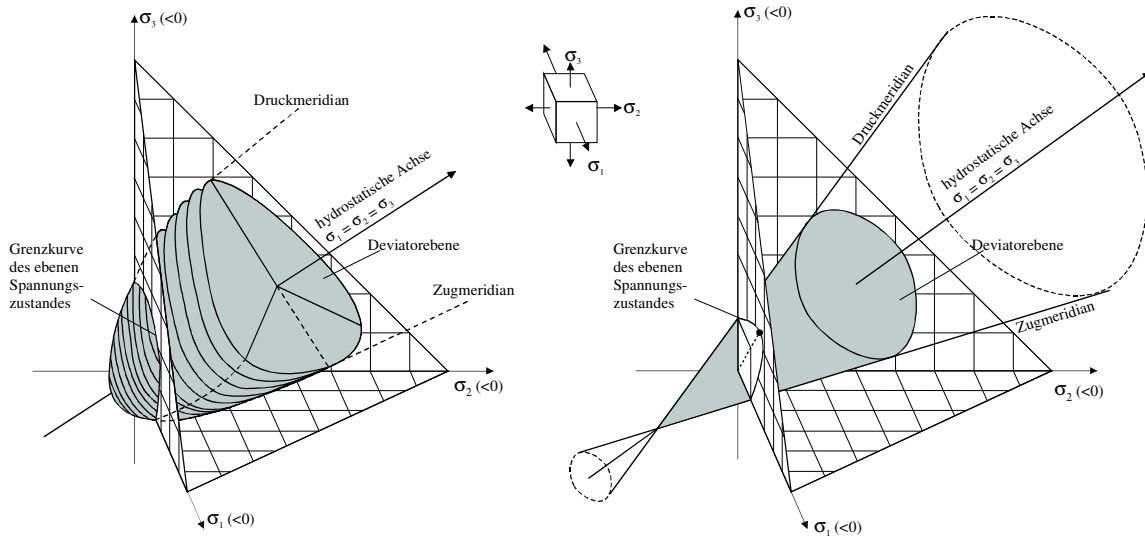 σ₃ (<0)
Druckmeridian
hydrostatische Achse
σ₁ = σ₂ = σ₃
Deviatorebene
Grenzkurve
des ebenen
Spannungs-
zustandes
Zugmeridian
σ₂ (<0)
σ₁ (<0)
σ₃
σ₂
σ₁
σ₃ (<0)
Druckmeridian
hydrostatische Achse
σ₁ = σ₂ = σ₃
Grenzkurve
des ebenen
Spannungs-
zustandes
Deviatorebene
Zugmeridian
σ₂ (<0)
σ₁ (<0)